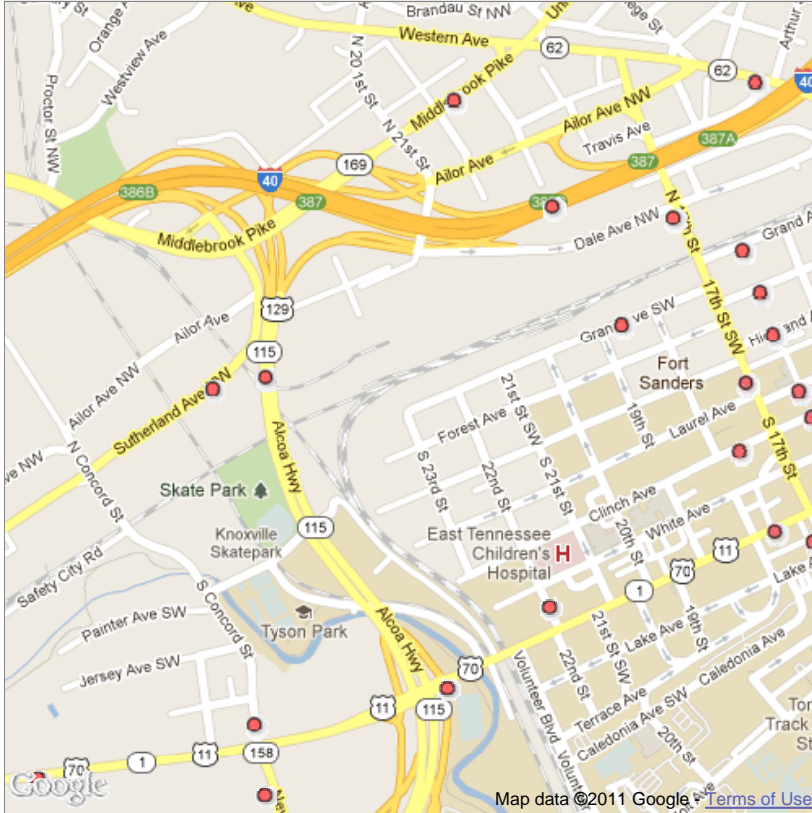 Brandau St NW
Western Ave
62
Orange Ave
Westview Ave
Proctor St NW
N 21st St
Middlebrook Pike
62
40
Ailor Ave NW
Travis Ave
387A
387
169
N 21st St
Ailor Ave
40
386B
387
Middlebrook Pike
Dale Ave NW
17th St SW
129
Ailor Ave
115
Fort
Sanders
Ailor Ave NW
Sutherland Ave NW
21st St SW
19th St
Forest Ave
Laurel Ave
S 17th St
Alcoa Hwy
S 23rd St
22nd St
S 21st St
N Concord St
Skate Park
Clinch Ave
White Ave
20th St
115
Knoxville
Skatepark
East Tennessee
Children's
Hospital
H
11
70
1
Safety City Rd
S Concord St
Painter Ave SW
Tyson Park
Alcoa Hwy
Lake Ave
19th St
21st St SW
22nd St
Caledonia Ave
Jersey Ave SW
70
Volunteer Blvd
Terrace Ave
Caledonia Ave SW
20th St
11
115
Volunteer
Track
1
11
158
70
Google
Map data ©2011 Google - Terms of Use